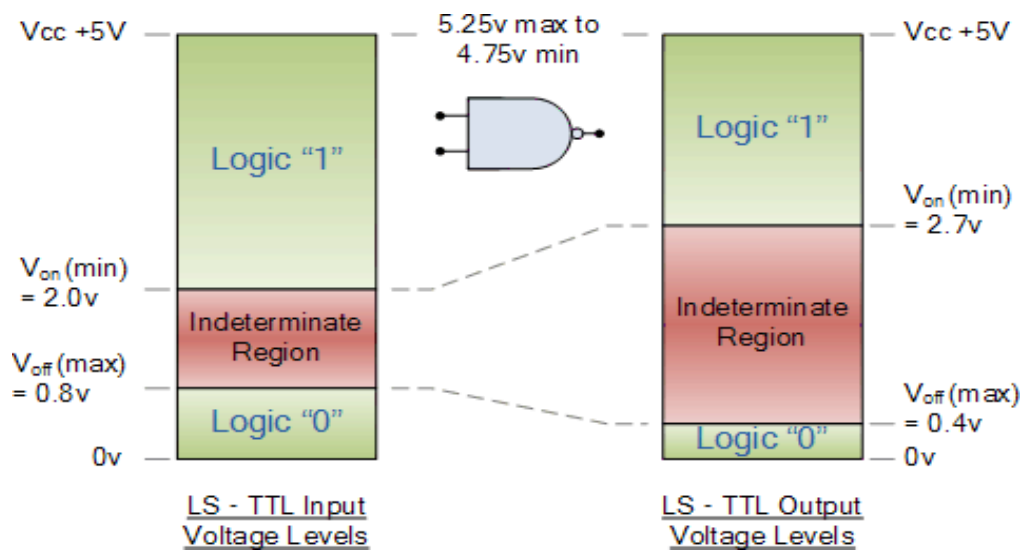 Vcc +5V
5.25v max to
4.75v min
Vcc +5V
Logic “1”
Logic “1”
Von (min)
= 2.7v
Von (min)
= 2.0v
Indeterminate
Region
Indeterminate
Region
Voff (max)
= 0.8v
Voff (max)
= 0.4v
Logic “0”
Logic “0”
0v
0v
LS - TTL Input
Voltage Levels
LS - TTL Output
Voltage Levels